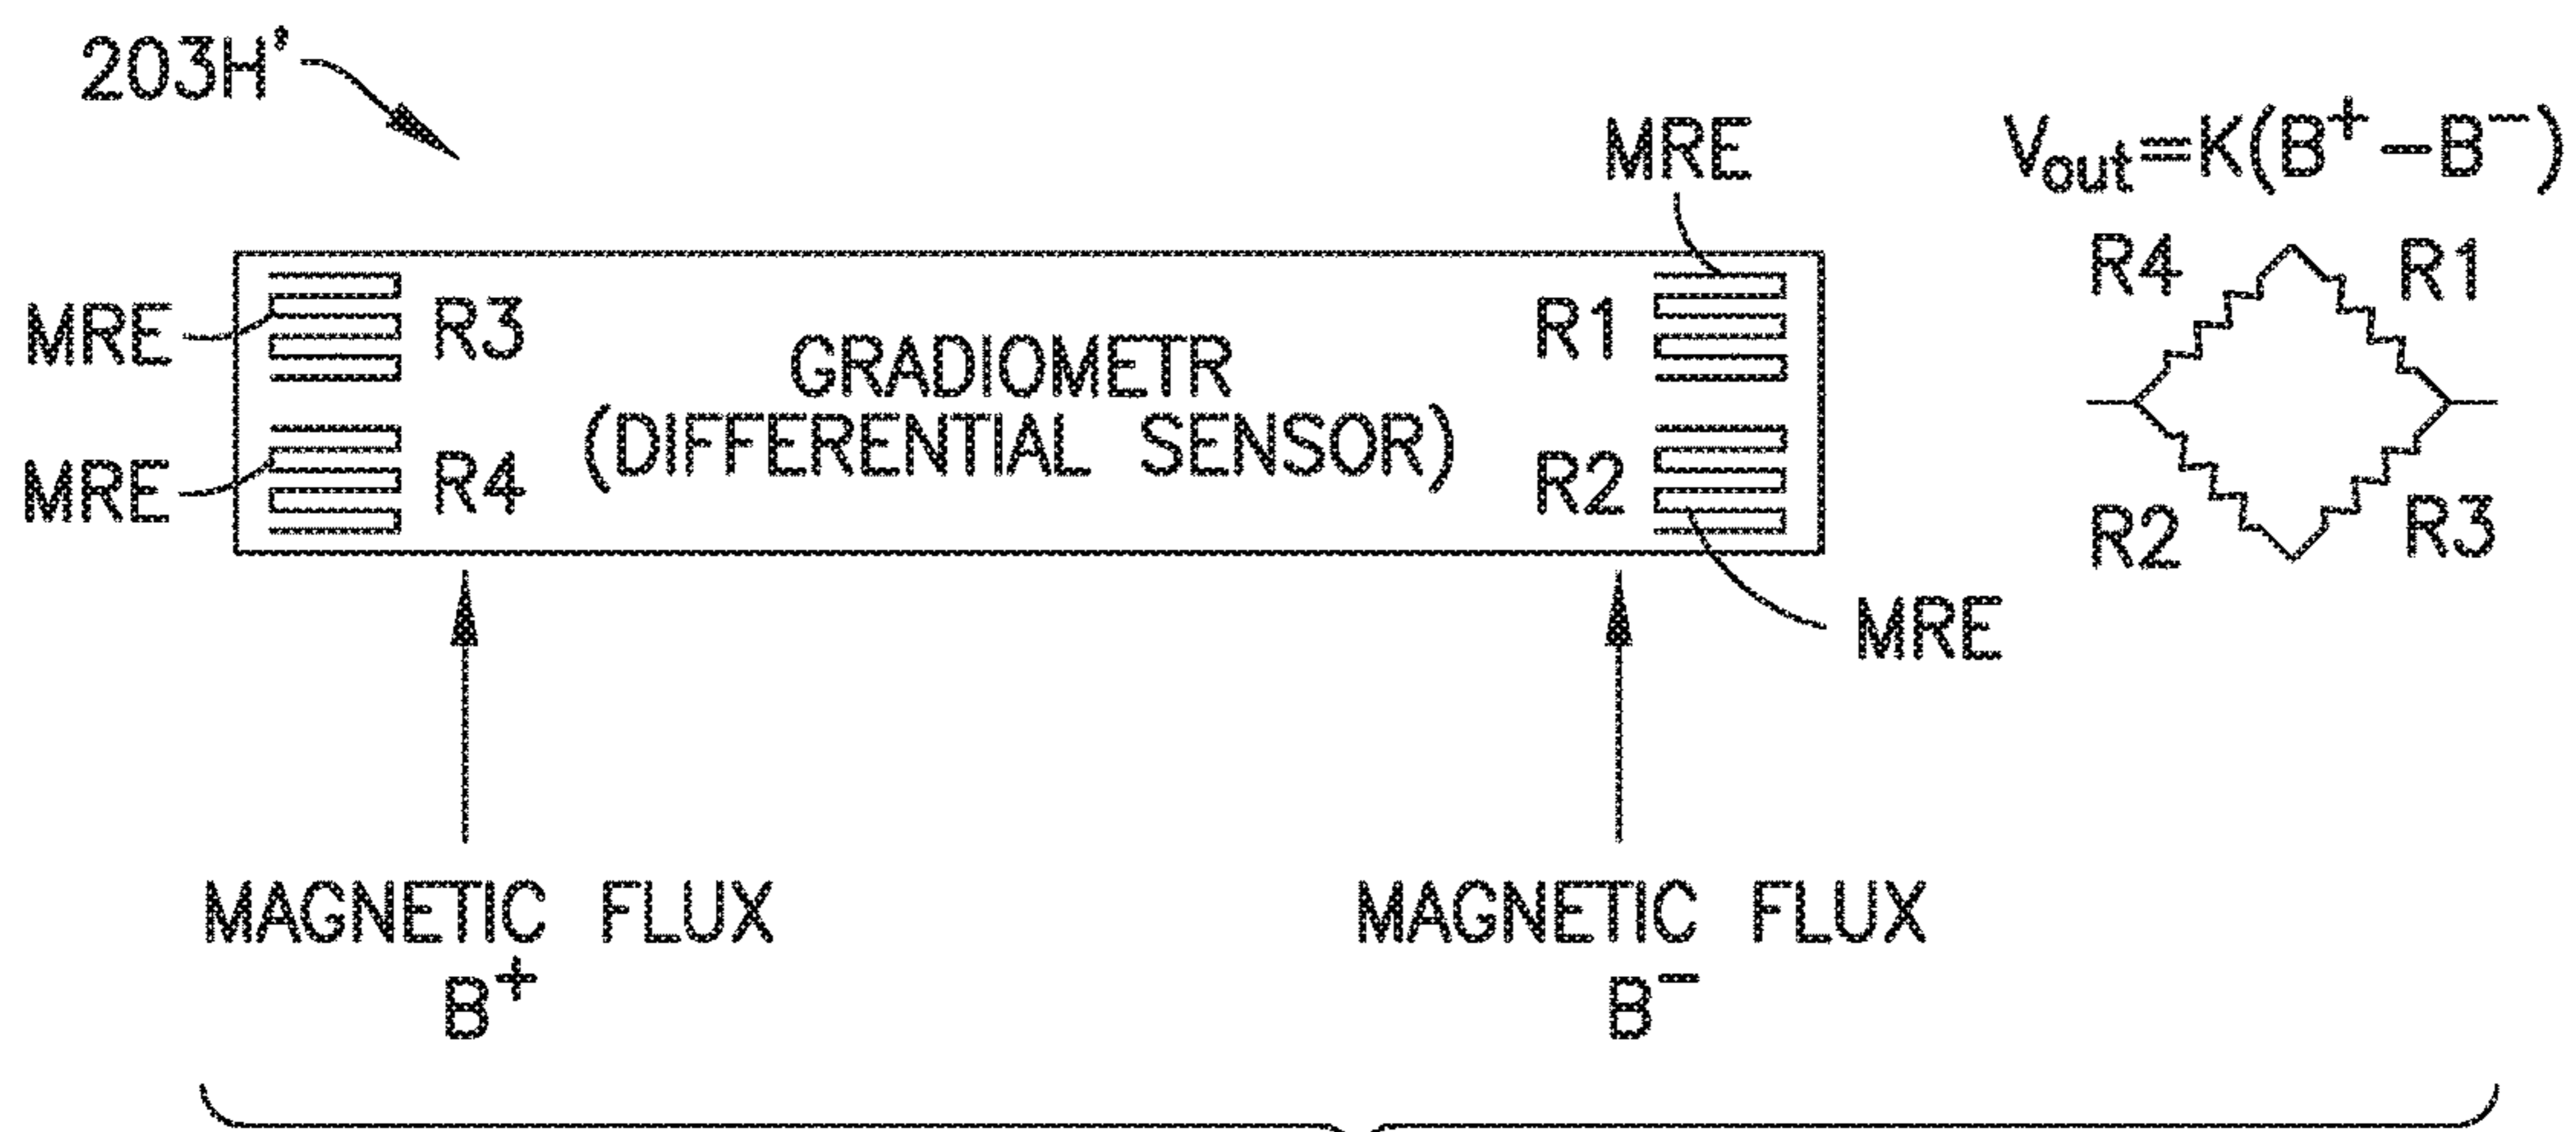 203H'
MRE
V_out=K(B⁺-B⁻)
R4
R1
MRE
R3
R1
GRADIOMETR
(DIFFERENTIAL SENSOR)
MRE
R4
R2
R2
R3
MRE
MAGNETIC FLUX
B⁺
MAGNETIC FLUX
B⁻